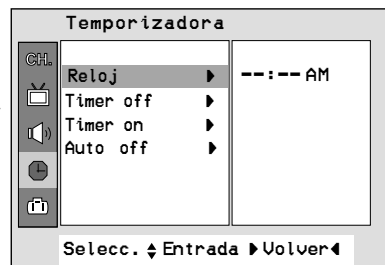 Temporizadora
CH.
Reloj --:-- AM
Timer off
Timer on
Auto off
Selecc. Entrada Volver